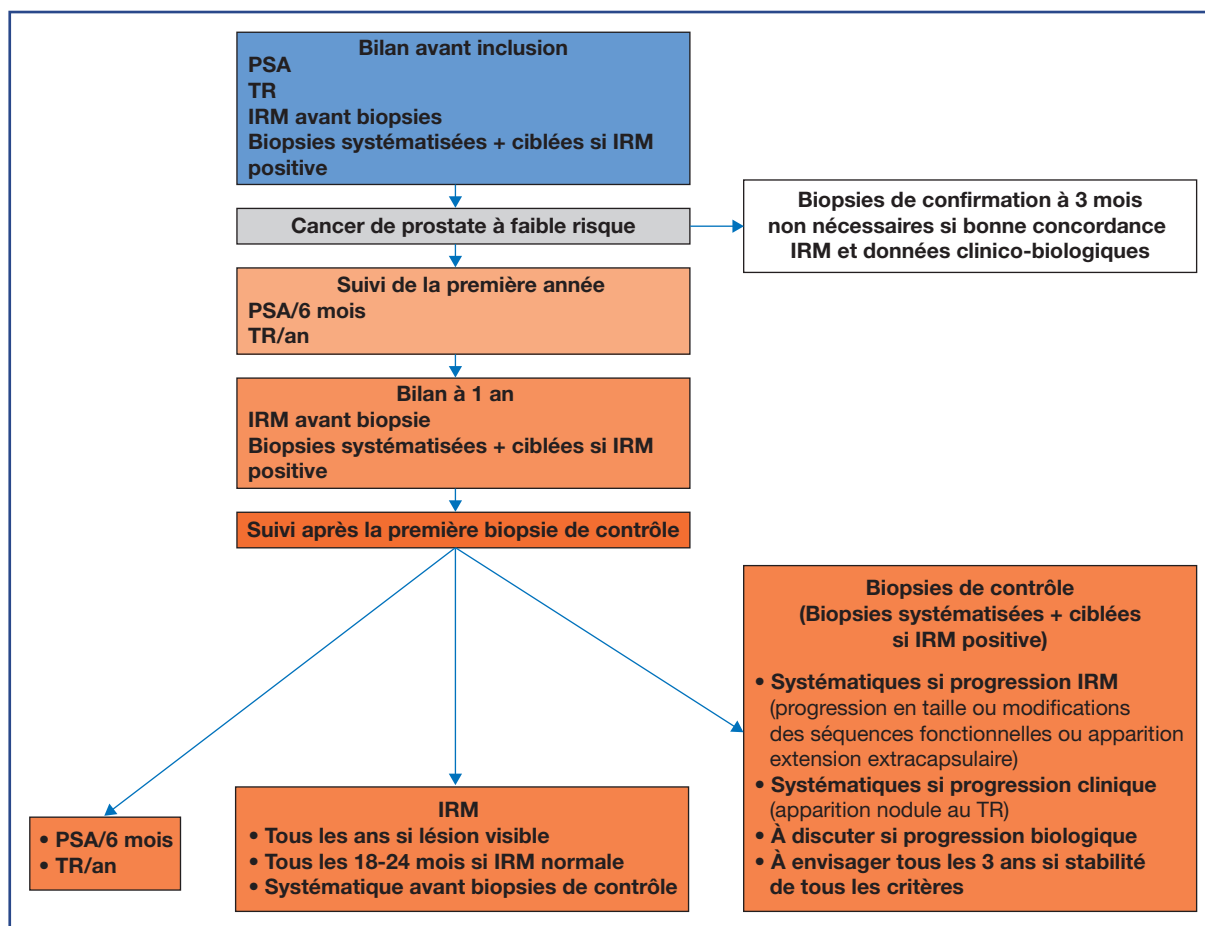 Bilan avant inclusion
PSA
TR
IRM avant biopsies
Biopsies systématisées + ciblées si IRM
positive
Cancer de prostate à faible risque
Biopsies de confirmation à 3 mois
non nécessaires si bonne concordance
IRM et données clinico-biologiques
Suivi de la première année
PSA/6 mois
TR/an
Bilan à 1 an
IRM avant biopsie
Biopsies systématisées + ciblées si IRM
positive
Suivi après la première biopsie de contrôle
• PSA/6 mois
• TR/an
IRM
• Tous les ans si lésion visible
• Tous les 18-24 mois si IRM normale
• Systématique avant biopsies de contrôle
Biopsies de contrôle
(Biopsies systématisées + ciblées
si IRM positive)
• Systématiques si progression IRM
(progression en taille ou modifications
des séquences fonctionnelles ou apparition
extension extracapsulaire)
• Systématiques si progression clinique
(apparition nodule au TR)
• À discuter si progression biologique
• À envisager tous les 3 ans si stabilité
de tous les critères